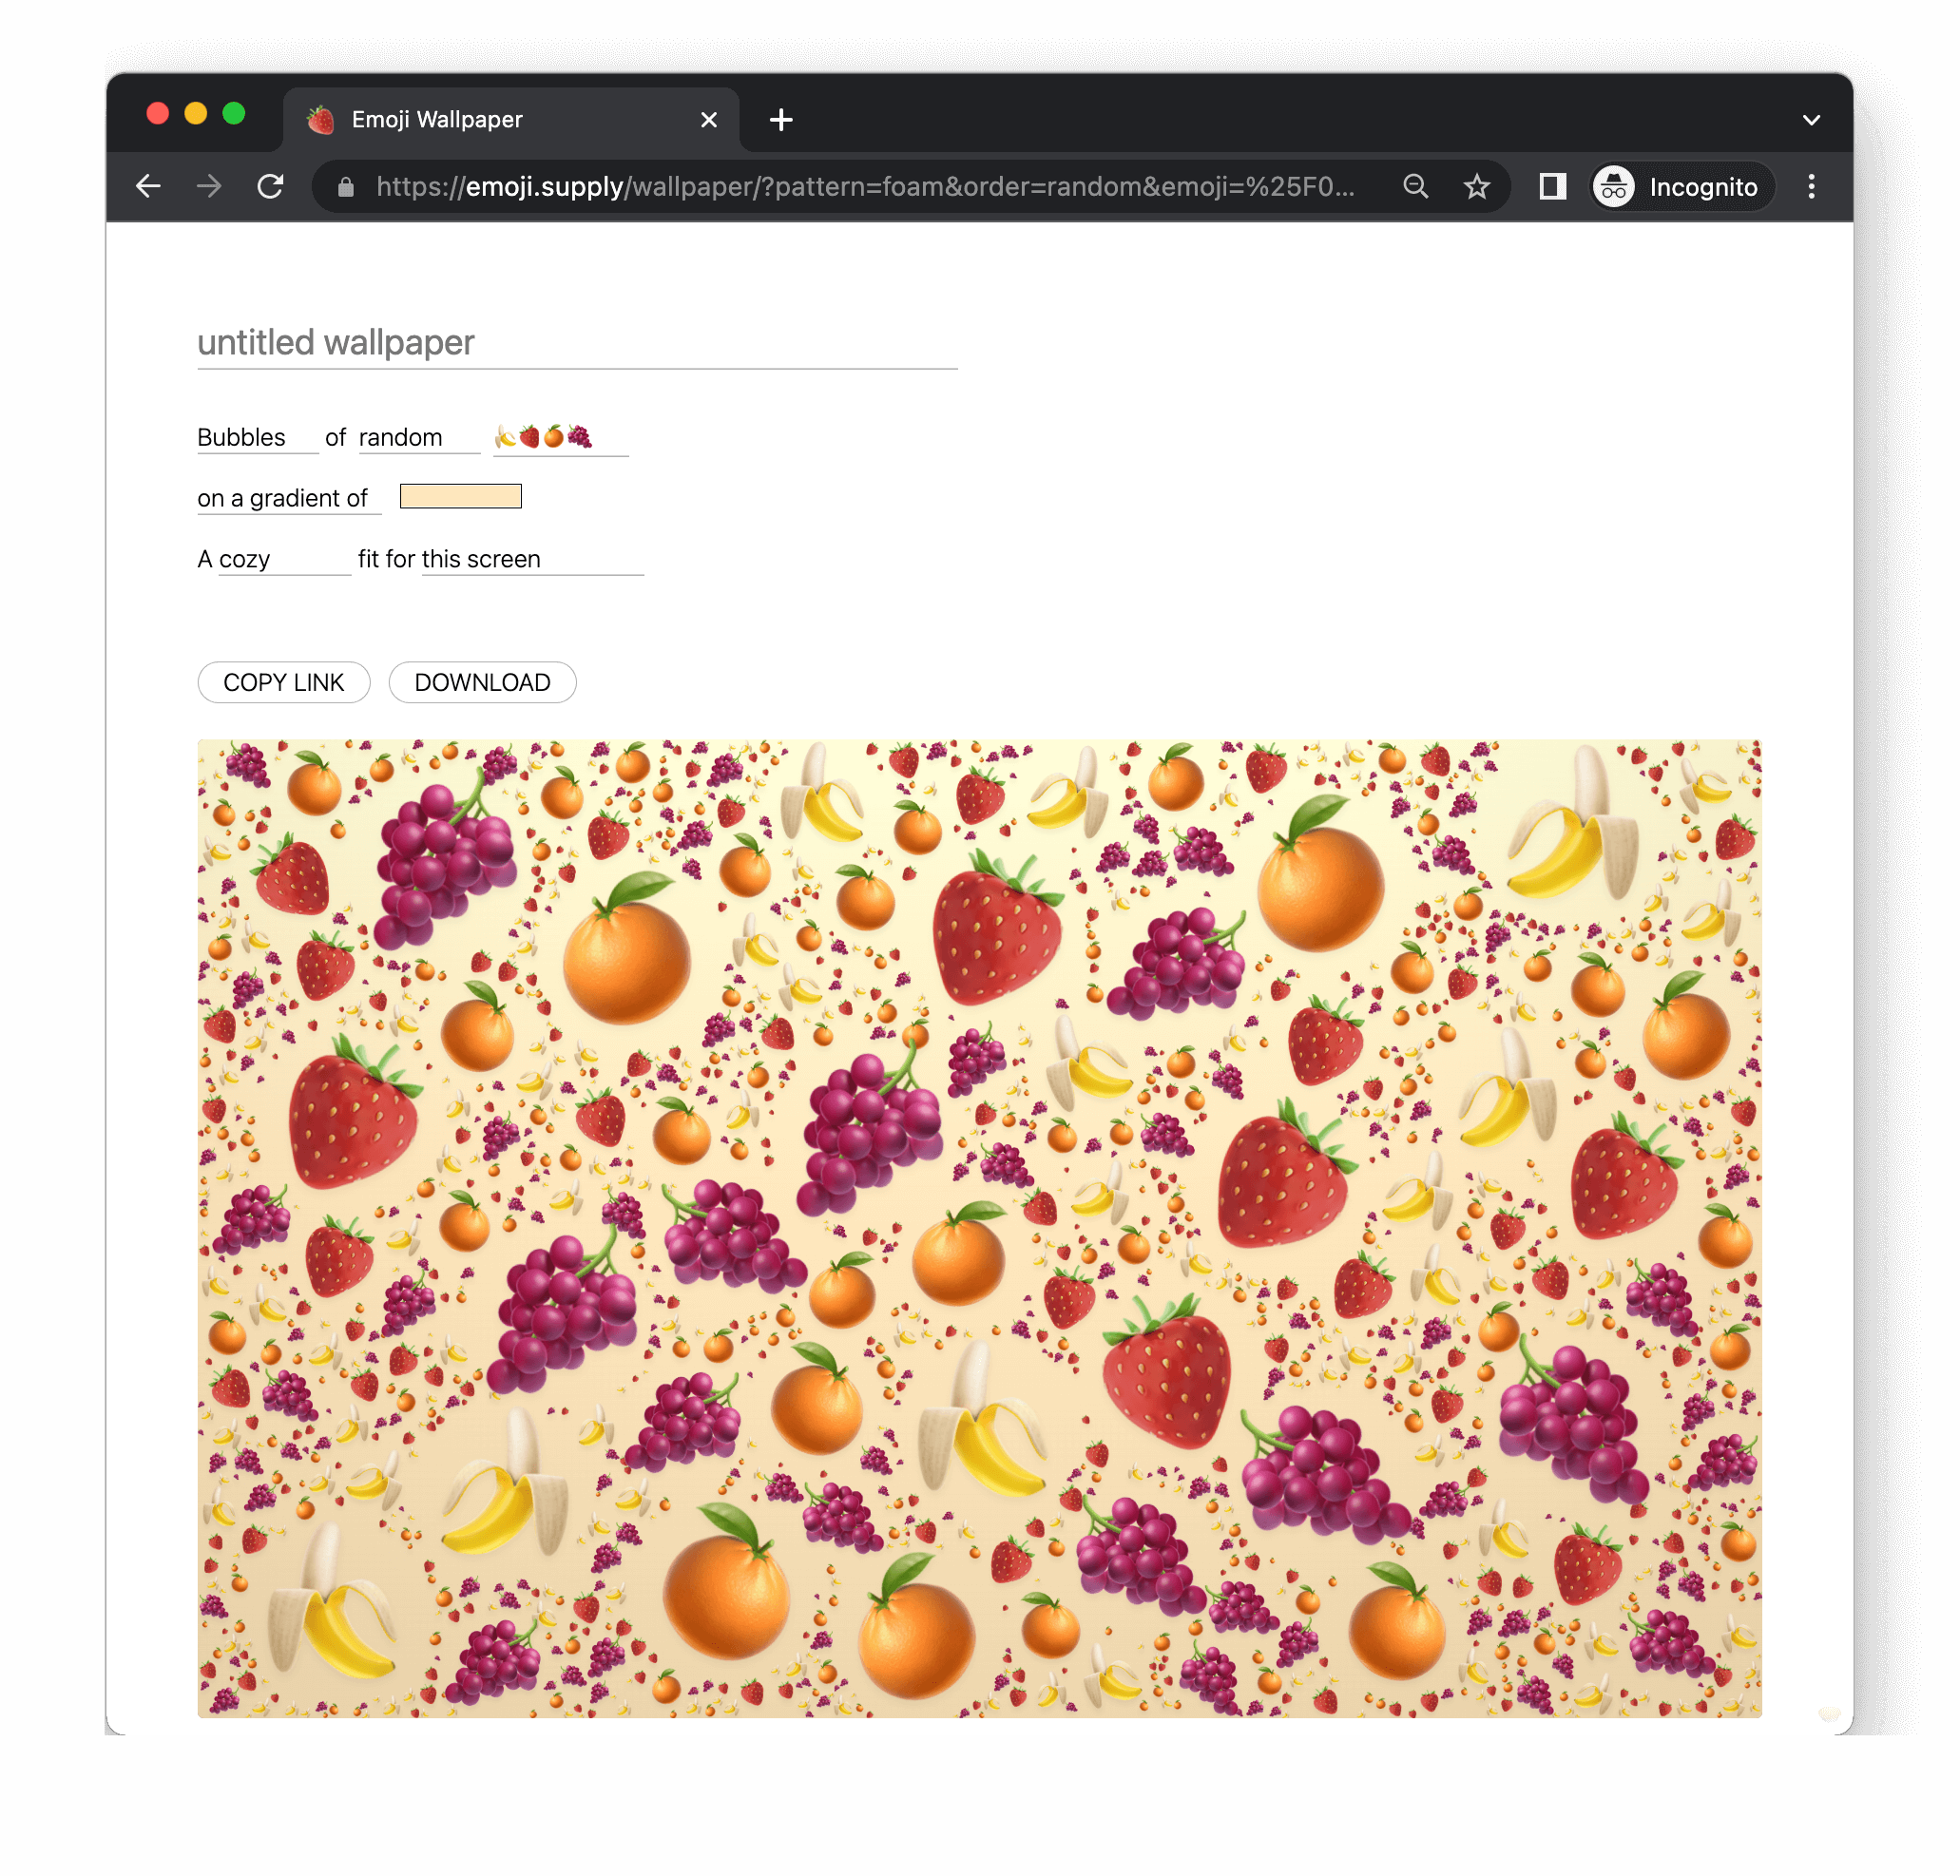 Emoji Wallpaper
https://emoji.supply/wallpaper/?pattern=foam&order=random&emoji=%25F0...
Incognito
untitled wallpaper
Bubbles of random 🍌🍓🍊🍇
on a gradient of
A cozy fit for this screen
COPY LINK DOWNLOAD